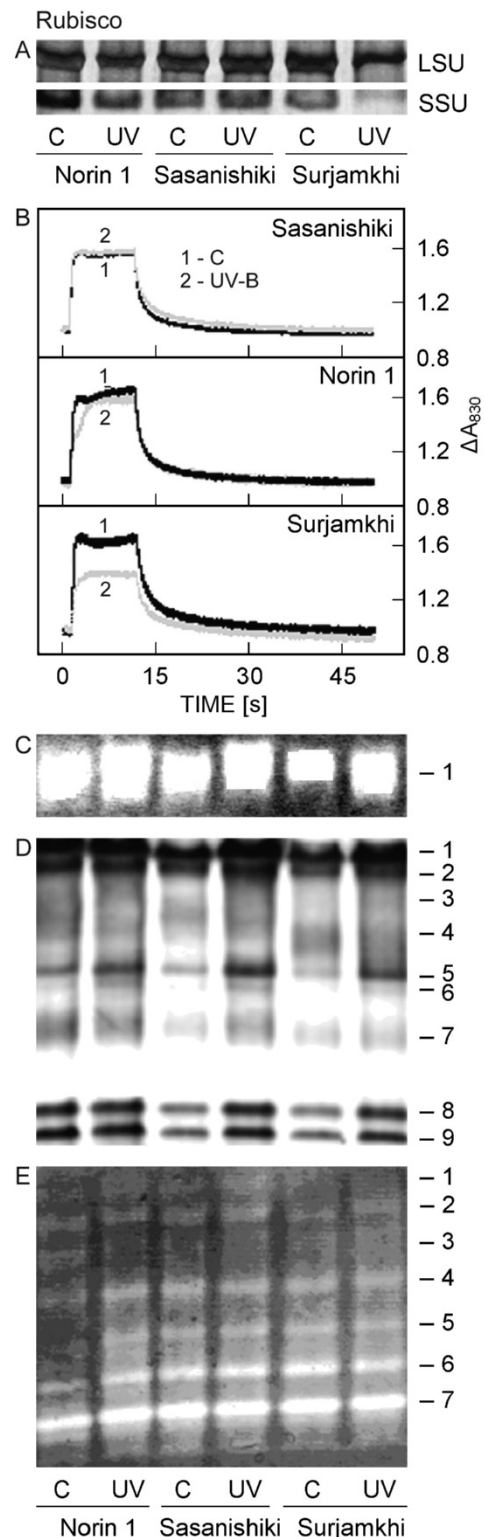 Rubisco
A
LSU
SSU
C UV C UV C UV
Norin 1 Sasanishiki Surjamkhi
B
Sasanishiki
2
1
1 - C
2 - UV-B
1.6
1.2
0.8
Norin 1
1
2
1.6
1.2
0.8
ΔA830
Surjamkhi
1
2
1.6
1.2
0.8
0 15 30 45
TIME [s]
C
– 1
D
– 1
– 2
– 3
– 4
– 5
– 6
– 7
– 8
– 9
E
– 1
– 2
– 3
– 4
– 5
– 6
– 7
C UV C UV C UV
Norin 1 Sasanishiki Surjamkhi